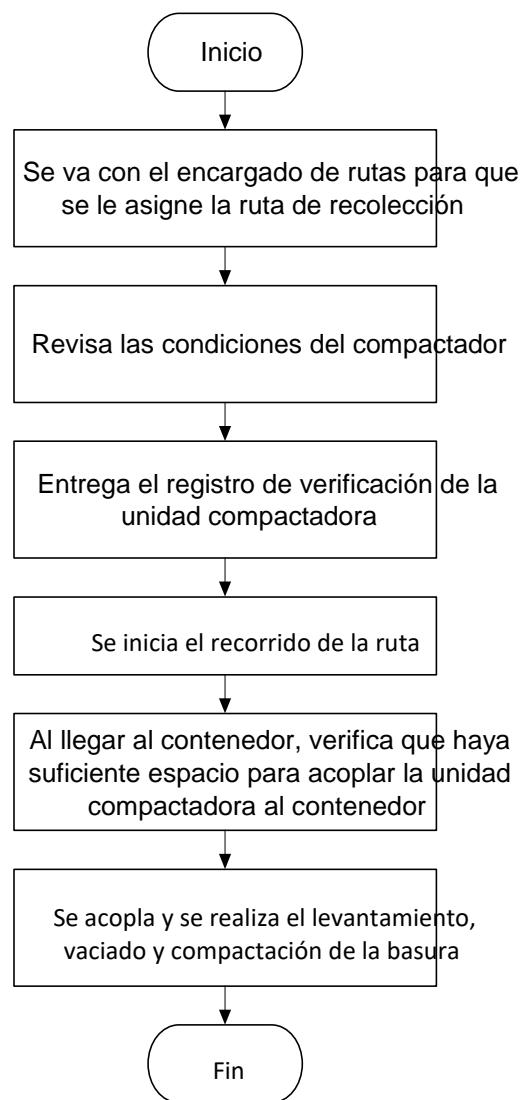 Inicio
Se va con el encargado de rutas para que
se le asigne la ruta de recolección
Revisa las condiciones del compactador
Entrega el registro de verificación de la
unidad compactadora
Se inicia el recorrido de la ruta
Al llegar al contenedor, verifica que haya
suficiente espacio para acoplar la unidad
compactadora al contenedor
Se acopla y se realiza el levantamiento,
vaciado y compactación de la basura
Fin